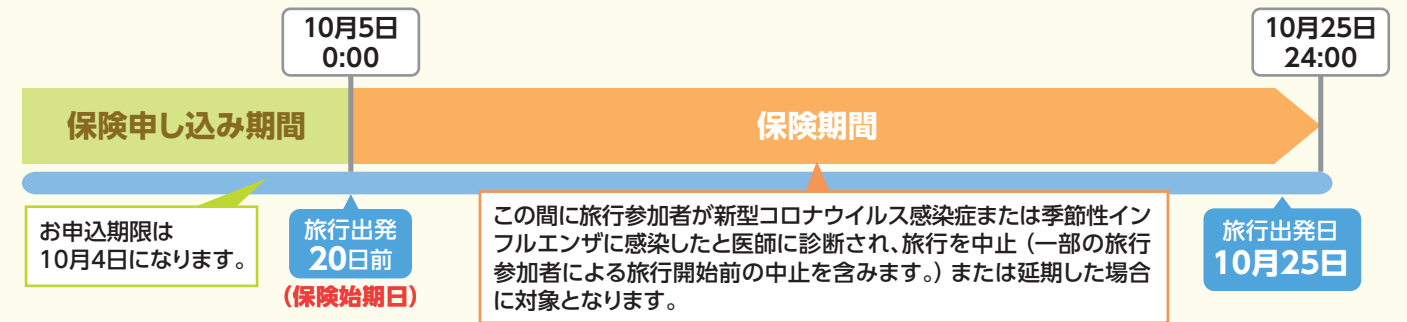 10月5日
0:00
10月25日
24:00
保険申し込み期間
保険期間
お申込期限は
10月4日になります。
旅行出発
20日前
(保険始期日)
この間に旅行参加者が新型コロナウイルス感染症または季節性イン
フルエンザに感染したと医師に診断され、旅行を中止（一部の旅行
参加者による旅行開始前の中止を含みます。）または延期した場合
に対象となります。
旅行出発日
10月25日